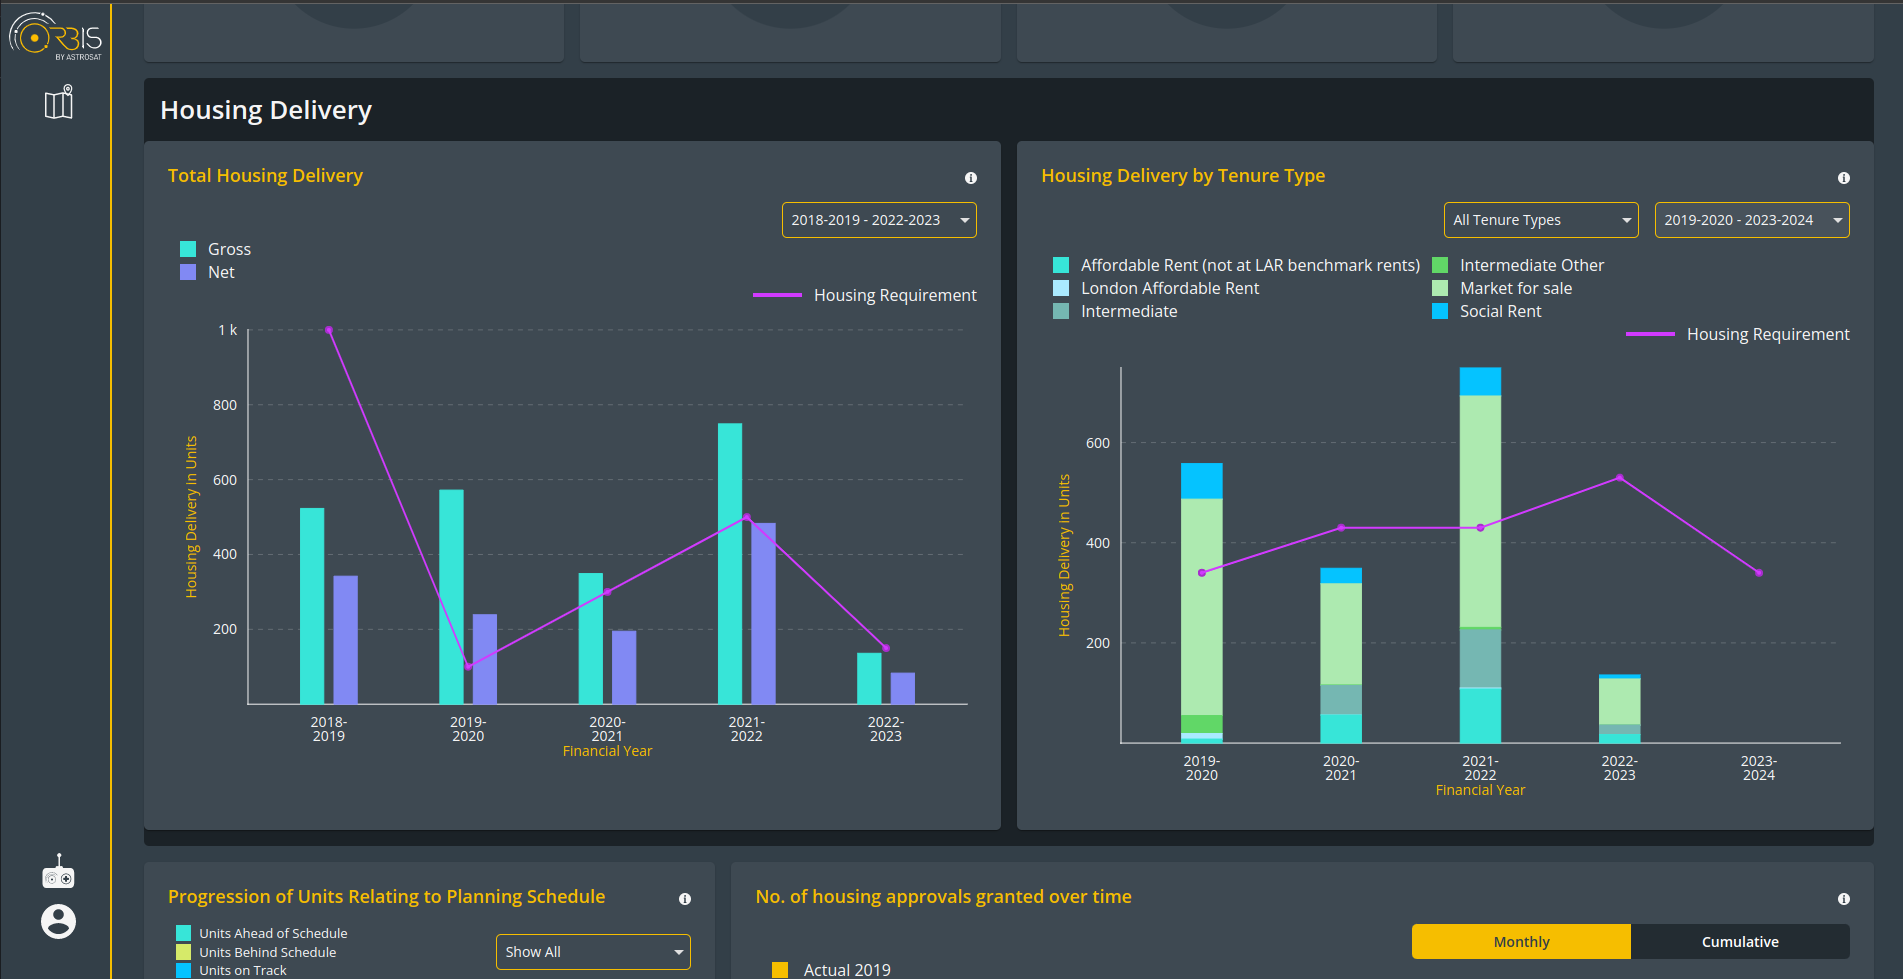 ORBIS
BY ASTROSAT
Housing Delivery
Total Housing Delivery
2018-2019 - 2022-2023
Gross
Net
Housing Requirement
1 k
800
600
400
200
Housing Delivery in Units
2018-
2019
2019-
2020
2020-
2021
2021-
2022
2022-
2023
Financial Year
Housing Delivery by Tenure Type
All Tenure Types
2019-2020 - 2023-2024
Affordable Rent (not at LAR benchmark rents)
London Affordable Rent
Intermediate
Intermediate Other
Market for sale
Social Rent
Housing Requirement
600
400
200
Housing Delivery in Units
2019-
2020
2020-
2021
2021-
2022
2022-
2023
2023-
2024
Financial Year
Progression of Units Relating to Planning Schedule
Units Ahead of Schedule
Units Behind Schedule
Units on Track
Show All
No. of housing approvals granted over time
Monthly
Cumulative
Actual 2019